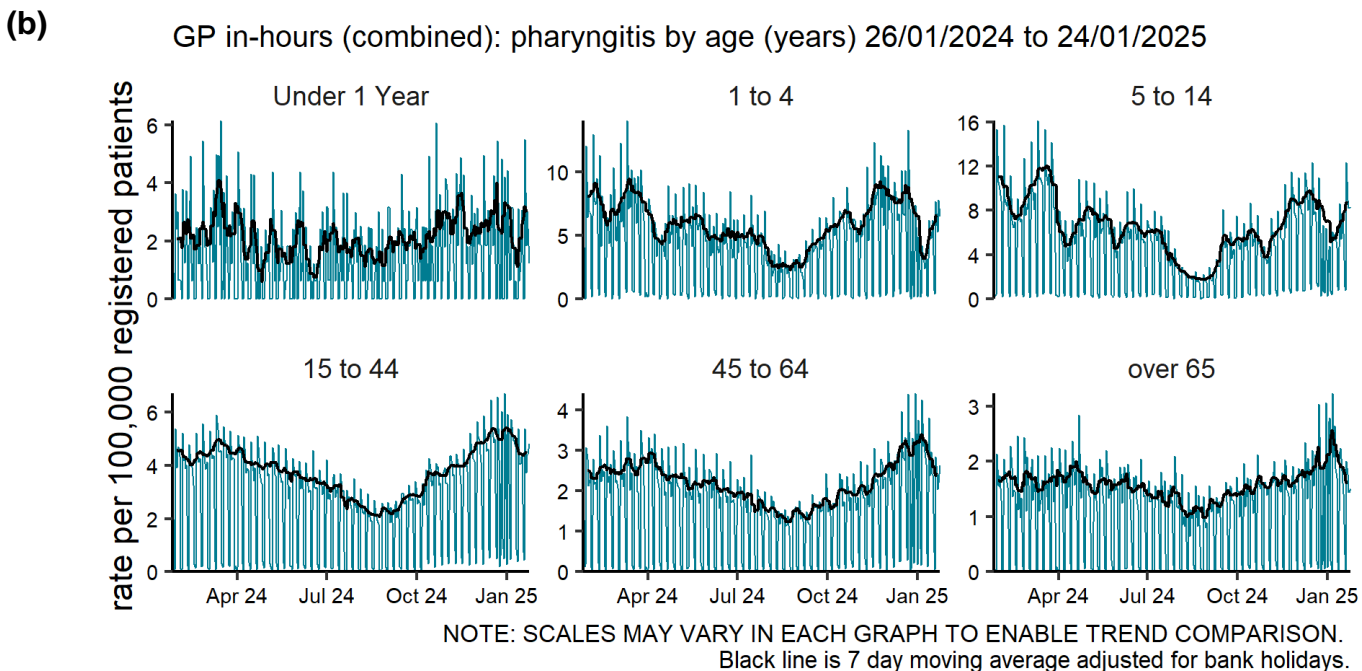 (b)
GP in-hours (combined): pharyngitis by age (years) 26/01/2024 to 24/01/2025
rate per 100,000 registered patients
Under 1 Year
6
4
2
0
1 to 4
10
5
0
5 to 14
16
12
8
4
0
15 to 44
6
4
2
0
Apr 24 Jul 24 Oct 24 Jan 25
45 to 64
4
3
2
1
0
Apr 24 Jul 24 Oct 24 Jan 25
over 65
3
2
1
0
Apr 24 Jul 24 Oct 24 Jan 25
NOTE: SCALES MAY VARY IN EACH GRAPH TO ENABLE TREND COMPARISON.
Black line is 7 day moving average adjusted for bank holidays.